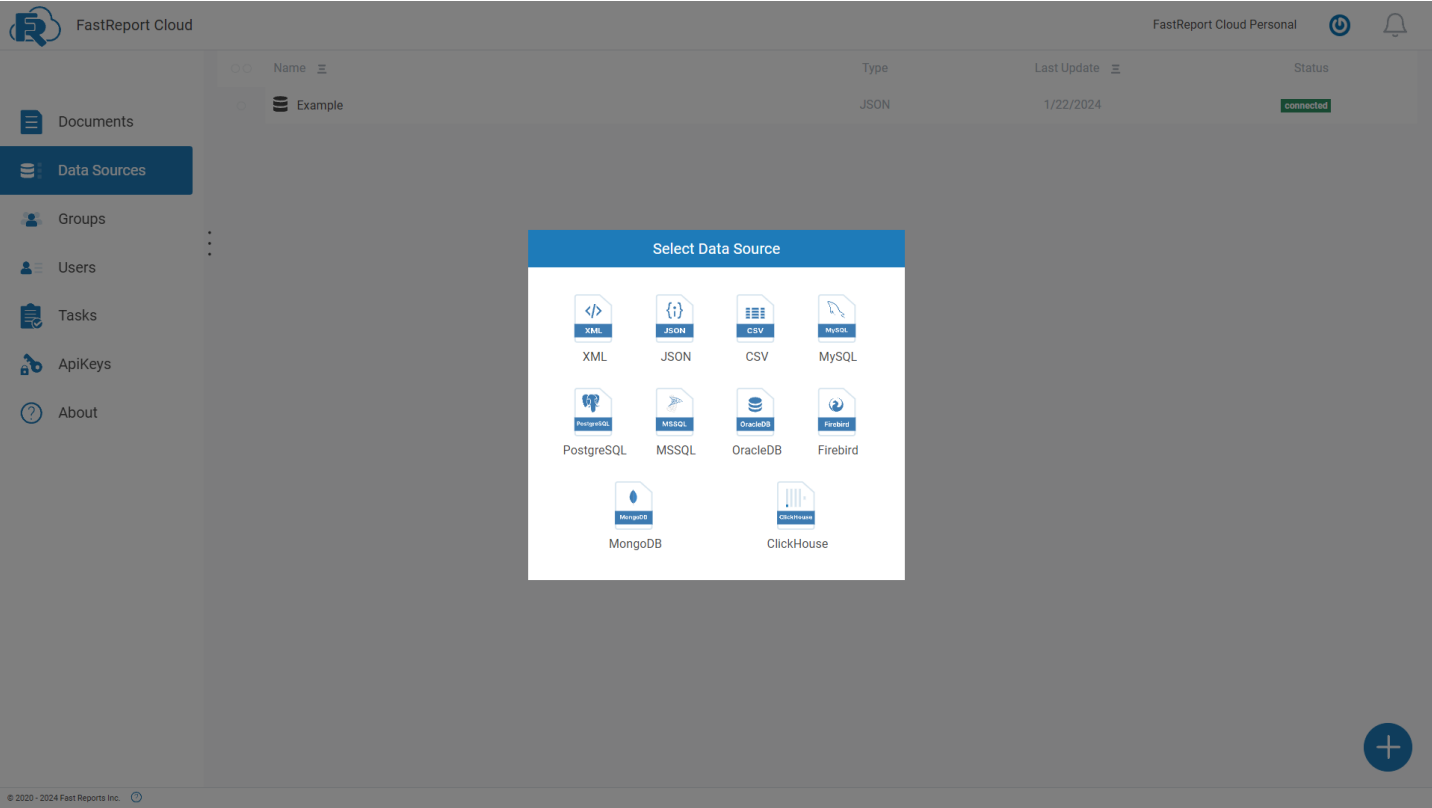 FastReport Cloud
FastReport Cloud Personal
Name
Type
Last Update
Status
Example
JSON
1/22/2024
connected
Documents
Data Sources
Groups
Users
Tasks
ApiKeys
About
Select Data Source
XML
JSON
CSV
MySQL
XML
JSON
CSV
MySQL
PostgreSQL
MSSQL
OracleDB
Firebird
PostgreSQL
MSSQL
OracleDB
Firebird
MongoDB
ClickHouse
MongoDB
ClickHouse
© 2020 - 2024 Fast Reports Inc.